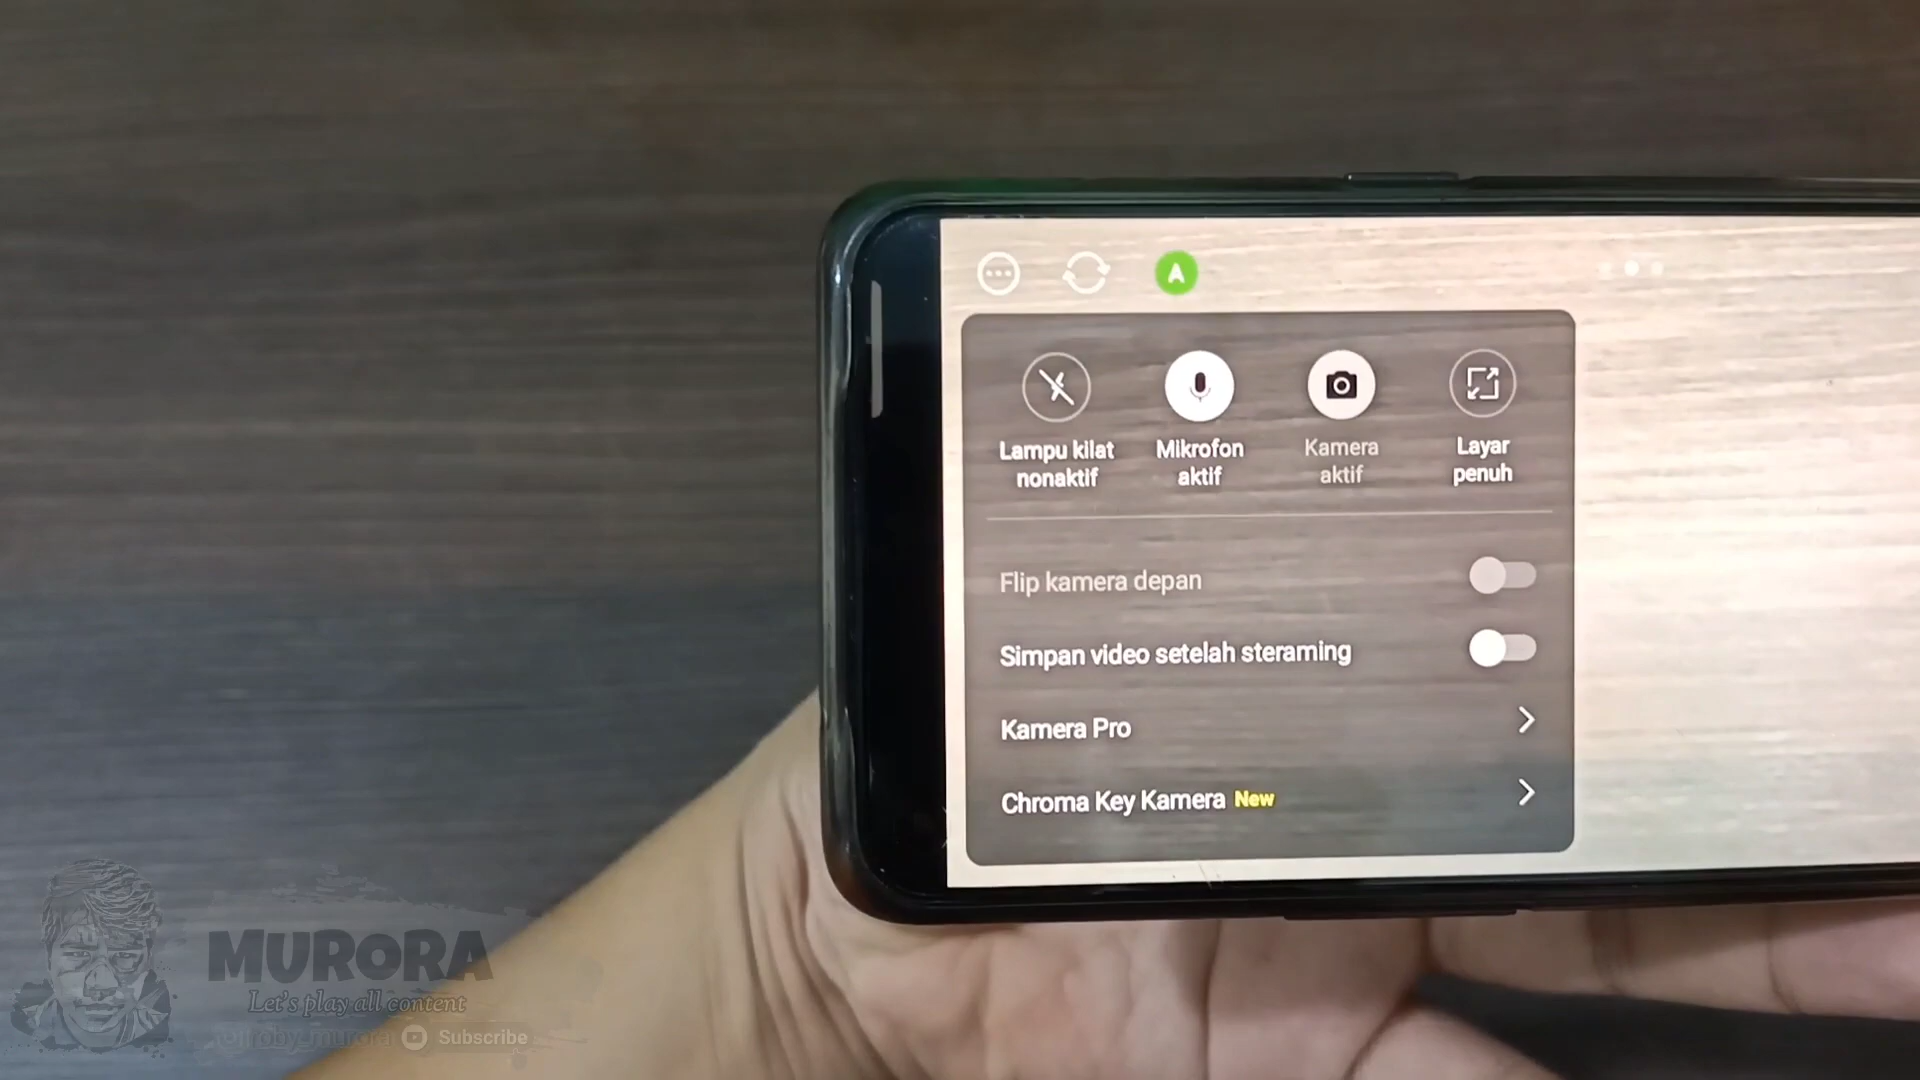 A
Lampu kilat
nonaktif
Mikrofon
aktif
Kamera
aktif
Layar
penuh
Flip kamera depan
Simpan video setelah steraming
Kamera Pro
Chroma Key Kamera New
MURORA
Let's play all content
Subscribe